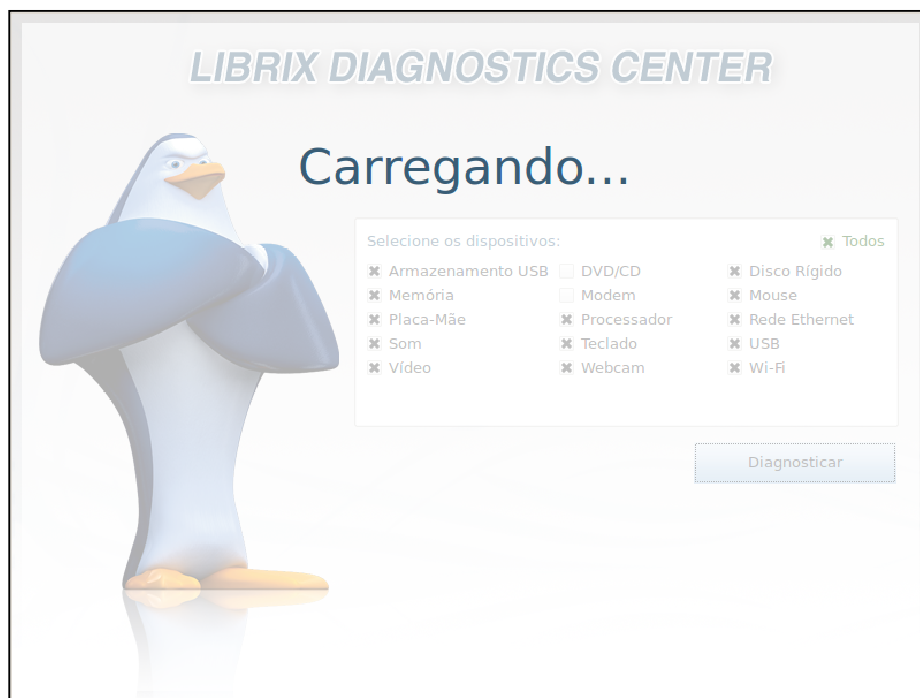 LIBRIX DIAGNOSTICS CENTER
Carregando...
Selecione os dispositivos: Todos
Armazenamento USB DVD/CD Disco Rígido
Memória Modem Mouse
Placa-Mãe Processador Rede Ethernet
Som Teclado USB
Vídeo Webcam Wi-Fi
Diagnosticar